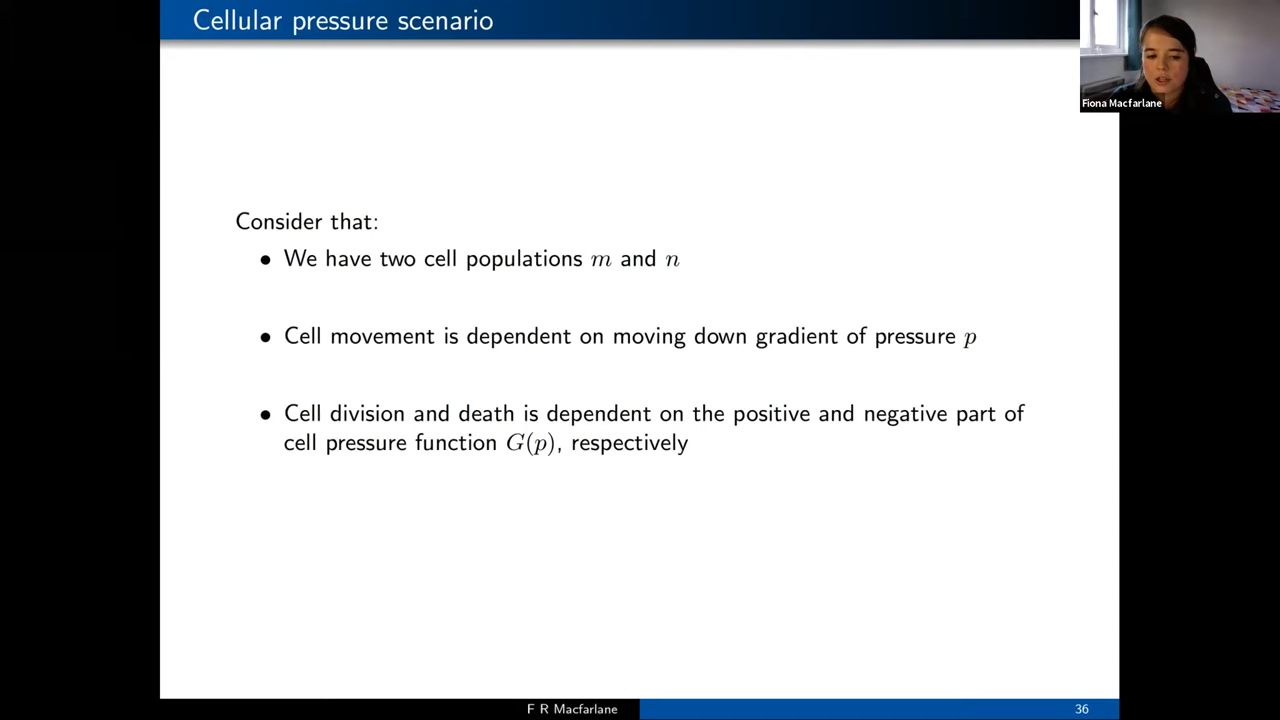 Cellular pressure scenario
Fiona Macfarlane
Consider that:
• We have two cell populations m and n
• Cell movement is dependent on moving down gradient of pressure p
• Cell division and death is dependent on the positive and negative part of
cell pressure function G(p), respectively
F R Macfarlane
36